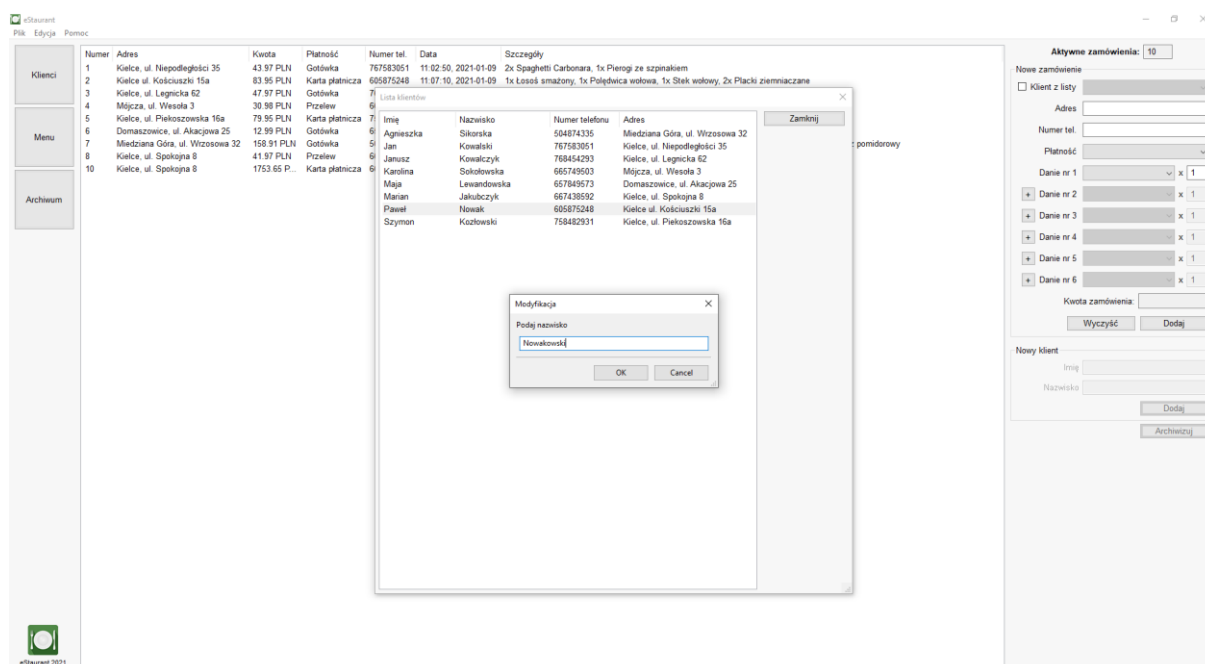 eStaurant
Plik Edycja Pomoc
Klienci
Menu
Archiwum
Numer Adres Kwota Płatność Numer tel. Data Szczegóły
1 Kielce, ul. Niepodległości 35 43.97 PLN Gotówka 767583051 11:02:50, 2021-01-09 2x Spaghetti Carbonara, 1x Pierogi ze szpinakiem
2 Kielce ul. Kościuszki 15a 83.95 PLN Karta płatnicza 605875248 11:07:10, 2021-01-09 1x Łosoś smażony, 1x Polędwica wołowa, 1x Stek wołowy, 2x Placki ziemniaczane
3 Kielce, ul. Legnicka 62 47.97 PLN Gotówka
4 Mójcza, ul. Wesoła 3 30.98 PLN Przelew
5 Kielce, ul. Piekoszowska 16a 79.95 PLN Karta płatnicza
6 Domaszowice, ul. Akacjowa 25 12.99 PLN Gotówka
7 Miedziana Góra, ul. Wrzosowa 32 158.91 PLN Gotówka pomidorowy
8 Kielce, ul. Spokojna 8 41.97 PLN Przelew
10 Kielce, ul. Spokojna 8 1753.65 P... Karta płatnicza
Lista klientów
Imię Nazwisko Numer telefonu Adres
Agnieszka Sikorska 504874335 Miedziana Góra, ul. Wrzosowa 32
Jan Kowalski 767583051 Kielce, ul. Niepodległości 35
Janusz Kowalczyk 768454293 Kielce, ul. Legnicka 62
Karolina Sokołowska 665749503 Mójcza, ul. Wesoła 3
Maja Lewandowska 657849573 Domaszowice, ul. Akacjowa 25
Marian Jakubczyk 667438592 Kielce, ul. Spokojna 8
Paweł Nowak 605875248 Kielce ul. Kościuszki 15a
Szymon Kozłowski 758482931 Kielce, ul. Piekoszowska 16a
Zamknij
Modyfikacja
Podaj nazwisko
Nowakowski
OK Cancel
Aktywne zamówienia: 10
Nowe zamówienie
Klient z listy
Adres
Numer tel.
Płatność
Danie nr 1 x 1
+ Danie nr 2 x 1
+ Danie nr 3 x 1
+ Danie nr 4 x 1
+ Danie nr 5 x 1
+ Danie nr 6 x 1
Kwota zamówienia:
Wyczyść Dodaj
Nowy klient
Imię
Nazwisko
Dodaj
Archiwizuj
eStaurant 2021